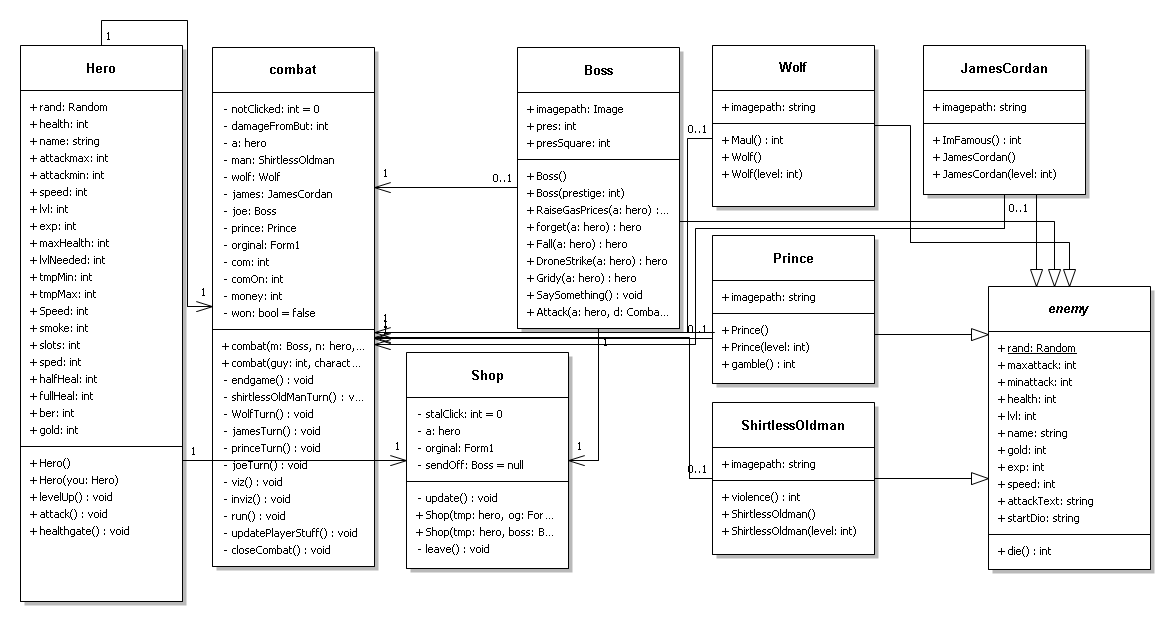 Hero
+ rand: Random
+ health: int
+ name: string
+ attackmax: int
+ attackmin: int
+ speed: int
+ lvl: int
+ exp: int
+ maxHealth: int
+ lvlNeeded: int
+ tmpMin: int
+ tmpMax: int
+ Speed: int
+ smoke: int
+ slots: int
+ sped: int
+ halfHeal: int
+ fullHeal: int
+ ber: int
+ gold: int
+ Hero()
+ Hero(you: Hero)
+ levelUp() : void
+ attack() : void
+ healthgate() : void
1
1
1
combat
- notClicked: int = 0
- damageFromBut: int
- a: hero
- man: ShirtlessOldman
- wolf: Wolf
- james: JamesCordan
- joe: Boss
- prince: Prince
- orginal: Form1
- com: int
- comOn: int
- money: int
- won: bool = false
+ combat(m: Boss, n: hero,...
+ combat(guy: int, charact...
- endgame() : void
- shirtlessOldManTurn() : v...
- WolfTurn() : void
- jamesTurn() : void
- princeTurn() : void
- joeTurn() : void
- viz() : void
- inviz() : void
- run() : void
- updatePlayerStuff() : void
- closeCombat() : void
1
0..1
1
1
Shop
- stalClick: int = 0
- a: hero
- orginal: Form1
- sendOff: Boss = null
- update() : void
+ Shop(tmp: hero, og: For...
+ Shop(tmp: hero, boss: B...
- leave() : void
1
1
1
Boss
+ imagepath: Image
+ pres: int
+ presSquare: int
+ Boss()
+ Boss(prestige: int)
+ RaiseGasPrices(a: hero) :...
+ forget(a: hero) : hero
+ Fall(a: hero) : hero
+ DroneStrike(a: hero) : hero
+ Gridy(a: hero) : hero
+ SaySomething() : void
+ Attack(a: hero, d: Comba...
Wolf
+ imagepath: string
+ Maul() : int
+ Wolf()
+ Wolf(level: int)
0..1
Prince
+ imagepath: string
+ Prince()
+ Prince(level: int)
+ gamble() : int
0..1
ShirtlessOldman
+ imagepath: string
+ violence() : int
+ ShirtlessOldman()
+ ShirtlessOldman(level: int)
0..1
JamesCordan
+ imagepath: string
+ ImFamous() : int
+ JamesCordan()
+ JamesCordan(level: int)
0..1
enemy
+ rand: Random
+ maxattack: int
+ minattack: int
+ health: int
+ lvl: int
+ name: string
+ gold: int
+ exp: int
+ speed: int
+ attackText: string
+ startDio: string
+ die() : int